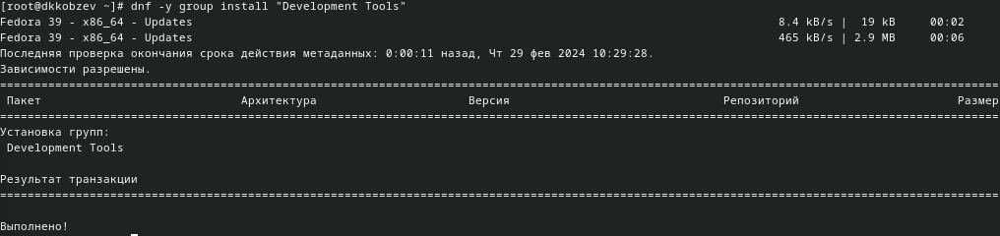 [root@dkkobzev ~]# dnf -y group install "Development Tools"
Fedora 39 - x86_64 - Updates 8.4 kB/s | 19 kB 00:02
Fedora 39 - x86_64 - Updates 465 kB/s | 2.9 MB 00:06
Последняя проверка окончания срока действия метаданных: 0:00:11 назад, Чт 29 фев 2024 10:29:28.
Зависимости разрешены.
================================================================================
Пакет Архитектура Версия Репозиторий Размер
================================================================================
Установка групп:
Development Tools
Результат транзакции
================================================================================
Выполнено!